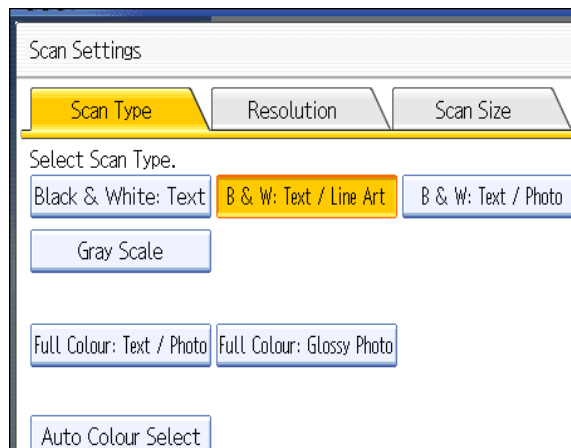 Scan Settings
Scan Type Resolution Scan Size
Select Scan Type.
Black & White: Text B & W: Text / Line Art B & W: Text / Photo
Gray Scale
Full Colour: Text / Photo Full Colour: Glossy Photo
Auto Colour Select